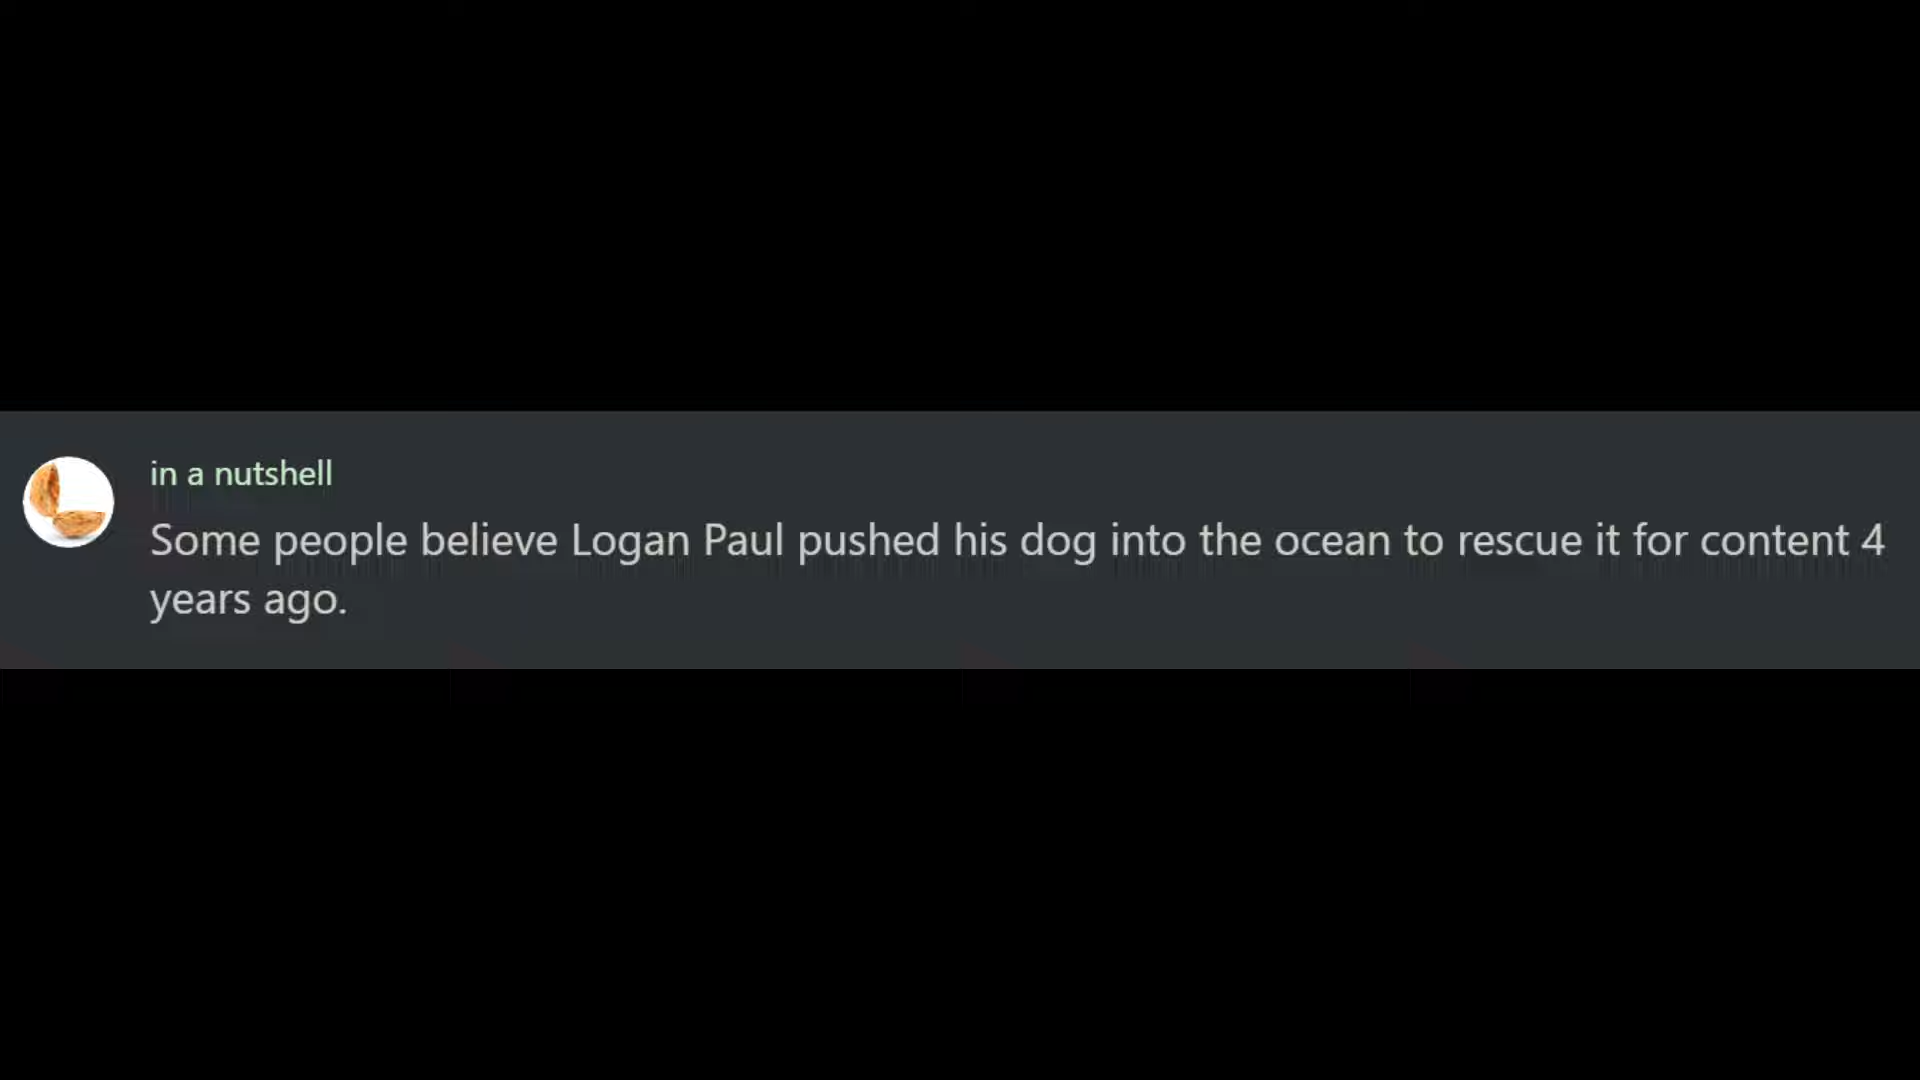 in a nutshell
Some people believe Logan Paul pushed his dog into the ocean to rescue it for content 4
years ago.